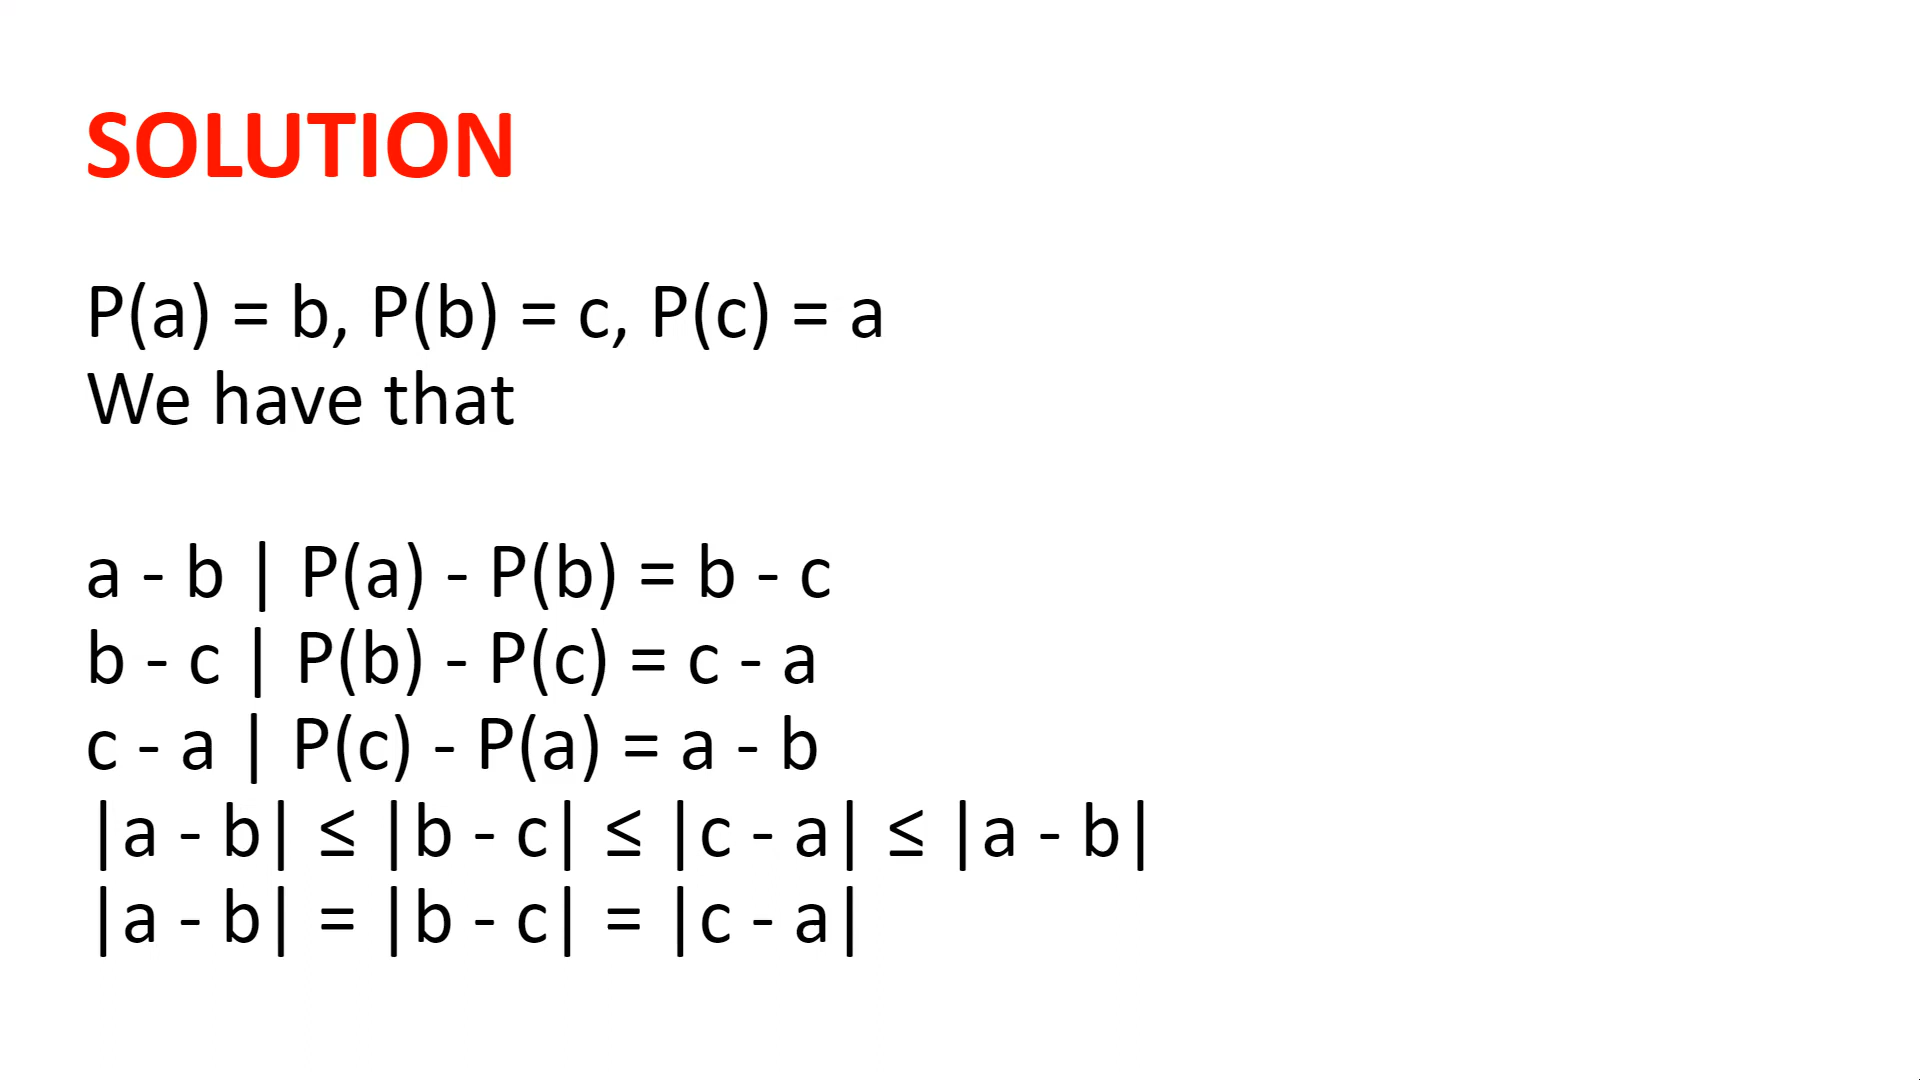 SOLUTION
P(a) = b, P(b) = c, P(c) = a
We have that
a - b | P(a) - P(b) = b - c
b - c | P(b) - P(c) = c - a
c - a | P(c) - P(a) = a - b
|a - b| ≤ |b - c| ≤ |c - a| ≤ |a - b|
|a - b| = |b - c| = |c - a|